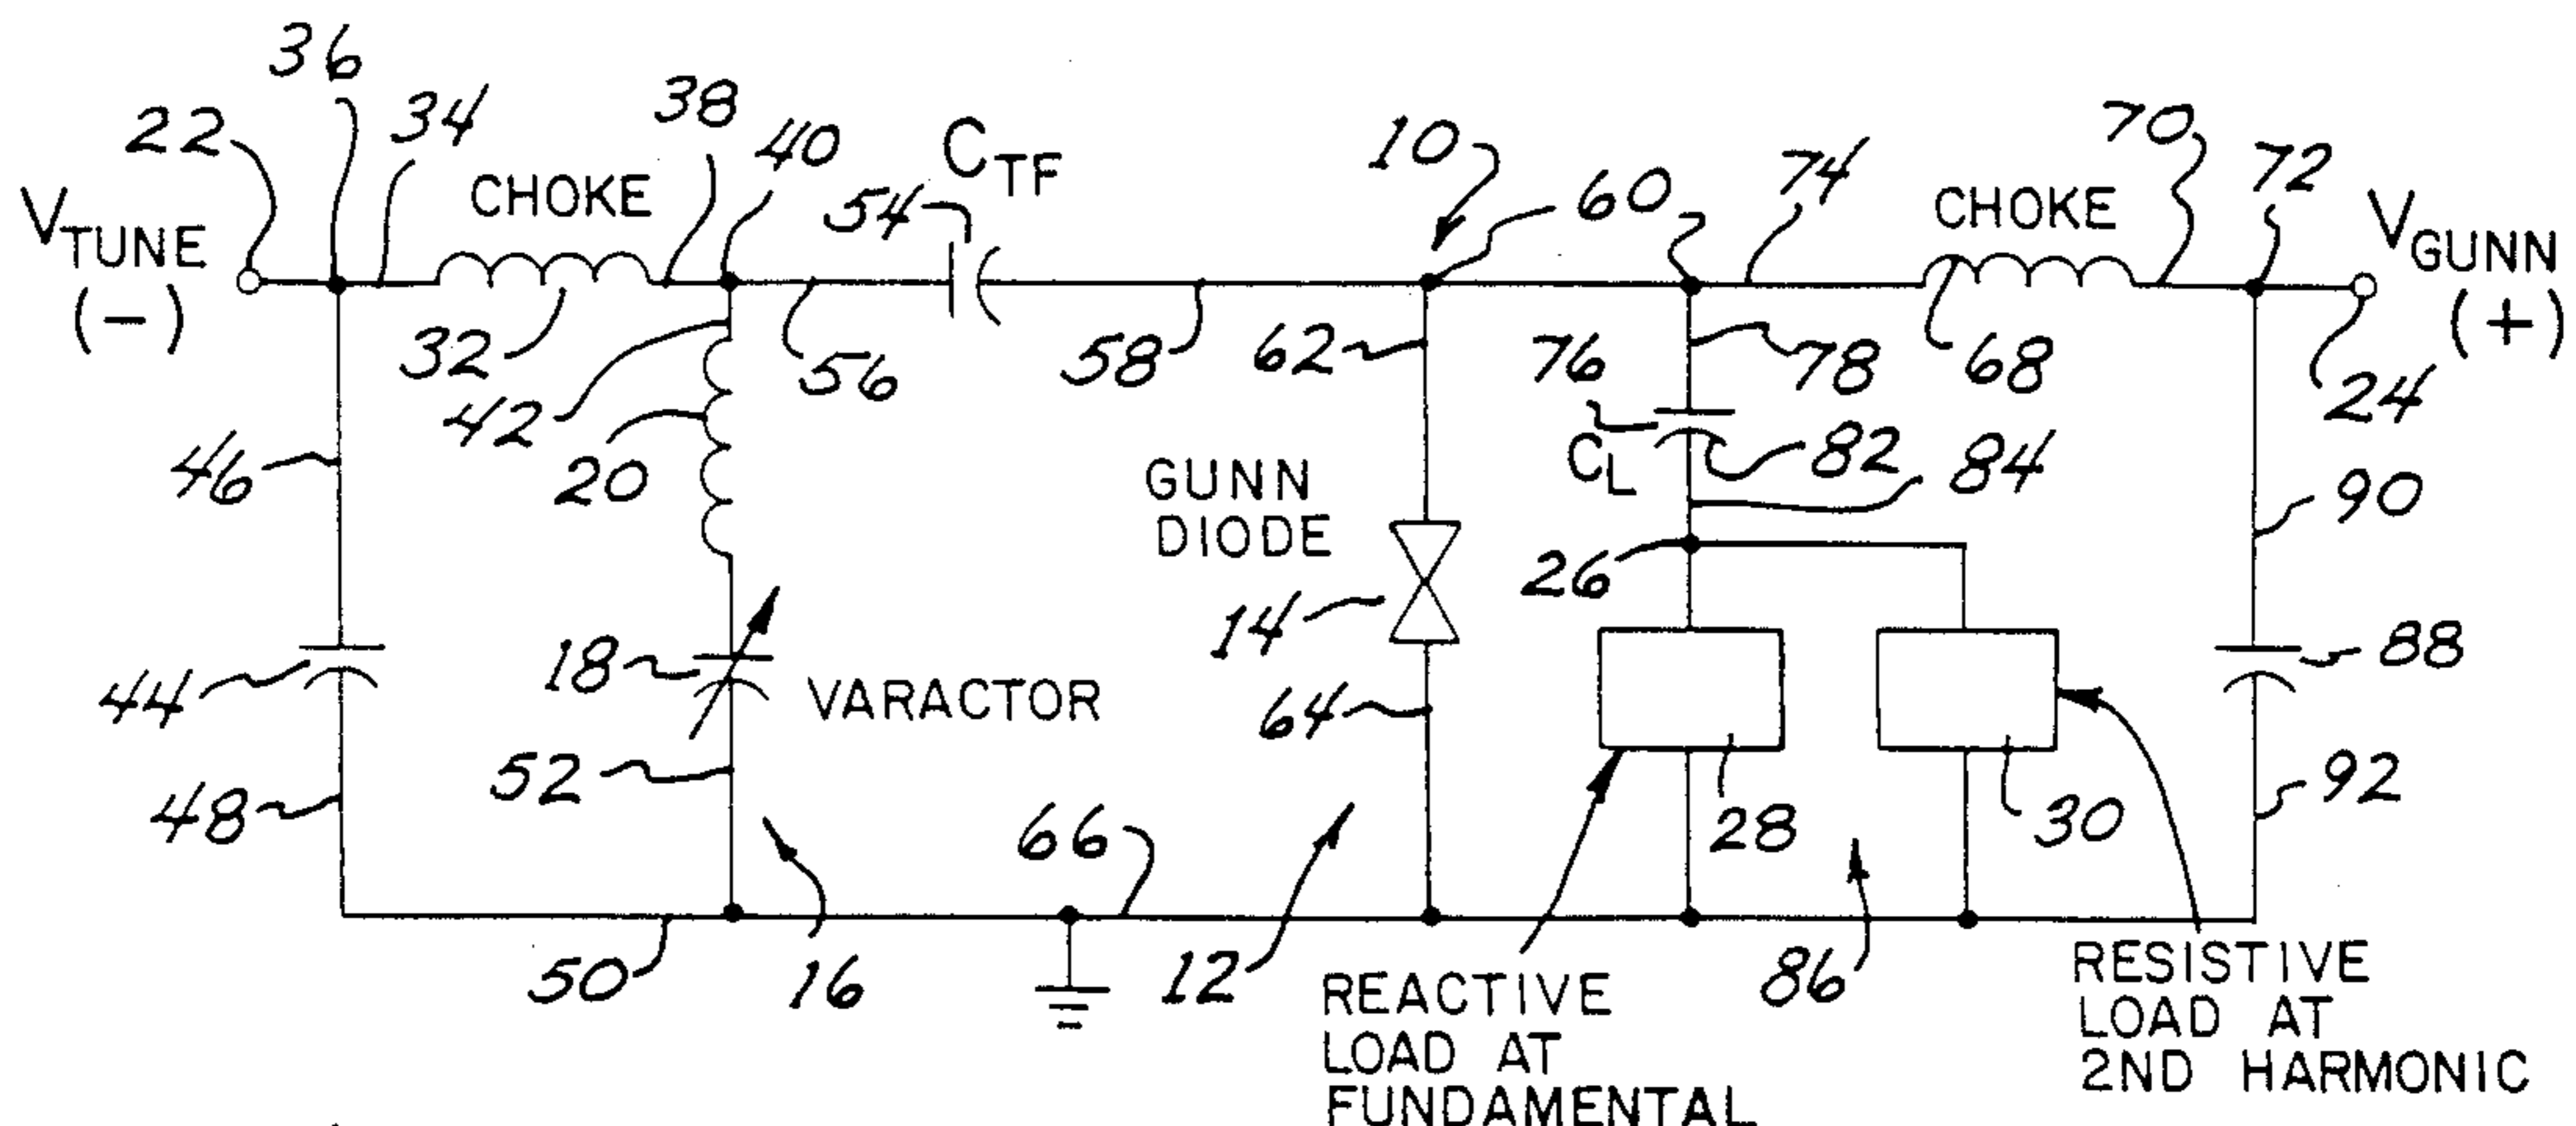 36
22
34
38
40
C_TF
10
60
74
70
72
V_TUNE
(-)
CHOKE
54
CHOKE
V_GUNN
(+)
32
42
56
58
62
76
78
68
24
46
20
GUNN
DIODE
C_L
82
84
90
26
14
44
18
VARACTOR
64
88
48
52
66
28
30
92
50
16
12
86
REACTIVE
LOAD AT
FUNDAMENTAL
RESISTIVE
LOAD AT
2ND HARMONIC